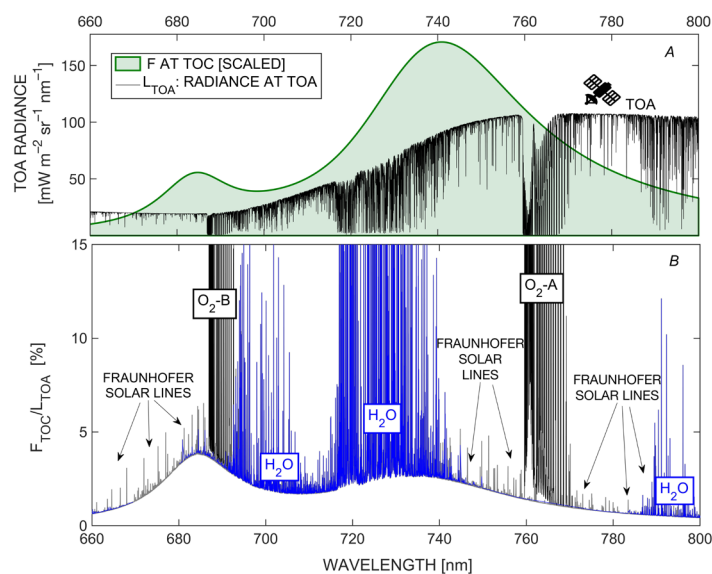 660 680 700 720 740 760 780 800
A
F AT TOC [SCALED]
L_TOA: RADIANCE AT TOA
TOA
TOA RADIANCE
[mW m⁻² sr⁻¹ nm⁻¹]
150
100
50
B
15
10
5
0
F_TOC/L_TOA [%]
O₂-B
O₂-A
FRAUNHOFER
SOLAR LINES
FRAUNHOFER
SOLAR
LINES
FRAUNHOFER
SOLAR LINES
H₂O
H₂O
H₂O
660 680 700 720 740 760 780 800
WAVELENGTH [nm]